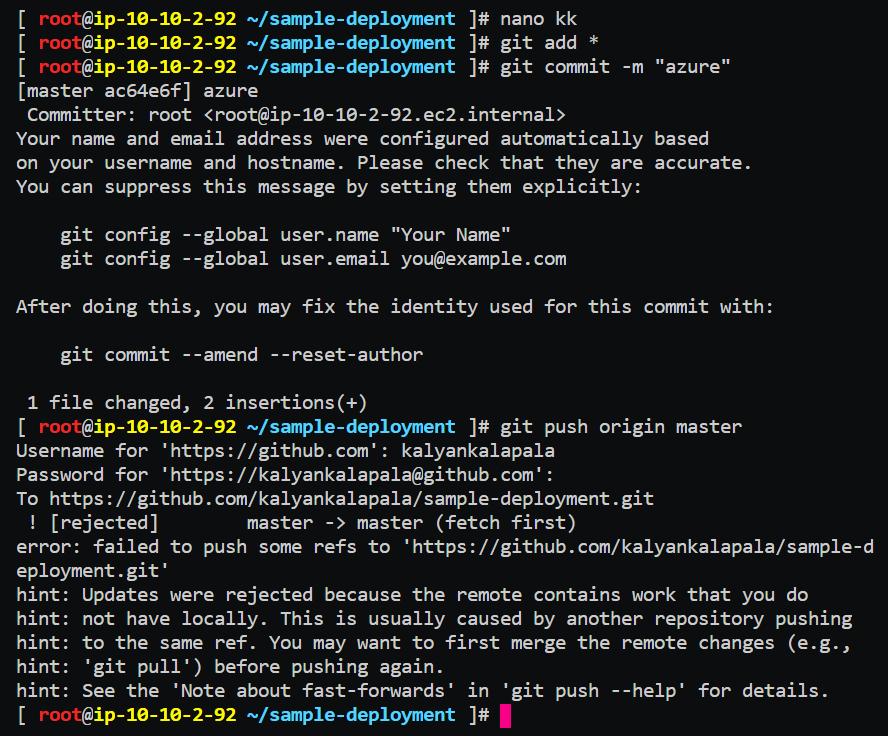 [ root@ip-10-10-2-92 ~/sample-deployment ]# nano kk
[ root@ip-10-10-2-92 ~/sample-deployment ]# git add *
[ root@ip-10-10-2-92 ~/sample-deployment ]# git commit -m "azure"
[master ac64e6f] azure
 Committer: root <root@ip-10-10-2-92.ec2.internal>
Your name and email address were configured automatically based
on your username and hostname. Please check that they are accurate.
You can suppress this message by setting them explicitly:

    git config --global user.name "Your Name"
    git config --global user.email you@example.com

After doing this, you may fix the identity used for this commit with:

    git commit --amend --reset-author

 1 file changed, 2 insertions(+)
[ root@ip-10-10-2-92 ~/sample-deployment ]# git push origin master
Username for 'https://github.com': kalyankalapala
Password for 'https://kalyankalapala@github.com':
To https://github.com/kalyankalapala/sample-deployment.git
 ! [rejected]        master -> master (fetch first)
error: failed to push some refs to 'https://github.com/kalyankalapala/sample-d
eployment.git'
hint: Updates were rejected because the remote contains work that you do
hint: not have locally. This is usually caused by another repository pushing
hint: to the same ref. You may want to first merge the remote changes (e.g.,
hint: 'git pull') before pushing again.
hint: See the 'Note about fast-forwards' in 'git push --help' for details.
[ root@ip-10-10-2-92 ~/sample-deployment ]#